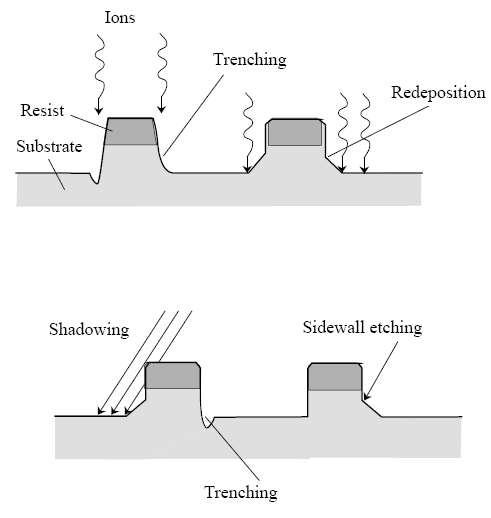 Ions
Trenching
Redeposition
Resist
Substrate
Shadowing
Sidewall etching
Trenching